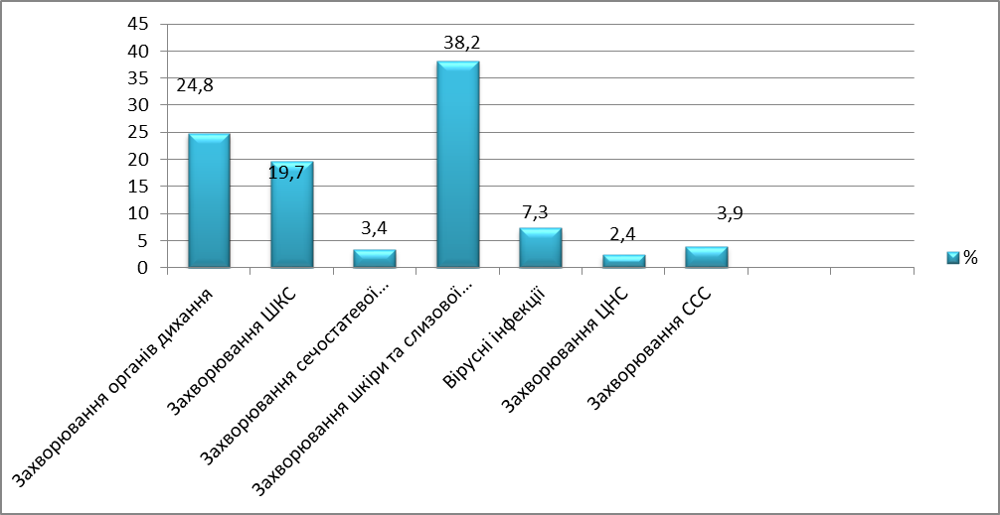 45
40
35
30
25
20
15
10
5
0
24,8
19,7
3,4
38,2
7,3
2,4
3,9
Захворювання органів дихання
Захворювання ШКС
Захворювання сечостатевої...
Захворювання шкіри та слизової...
Вірусні інфекції
Захворювання ЦНС
Захворювання ССС
%